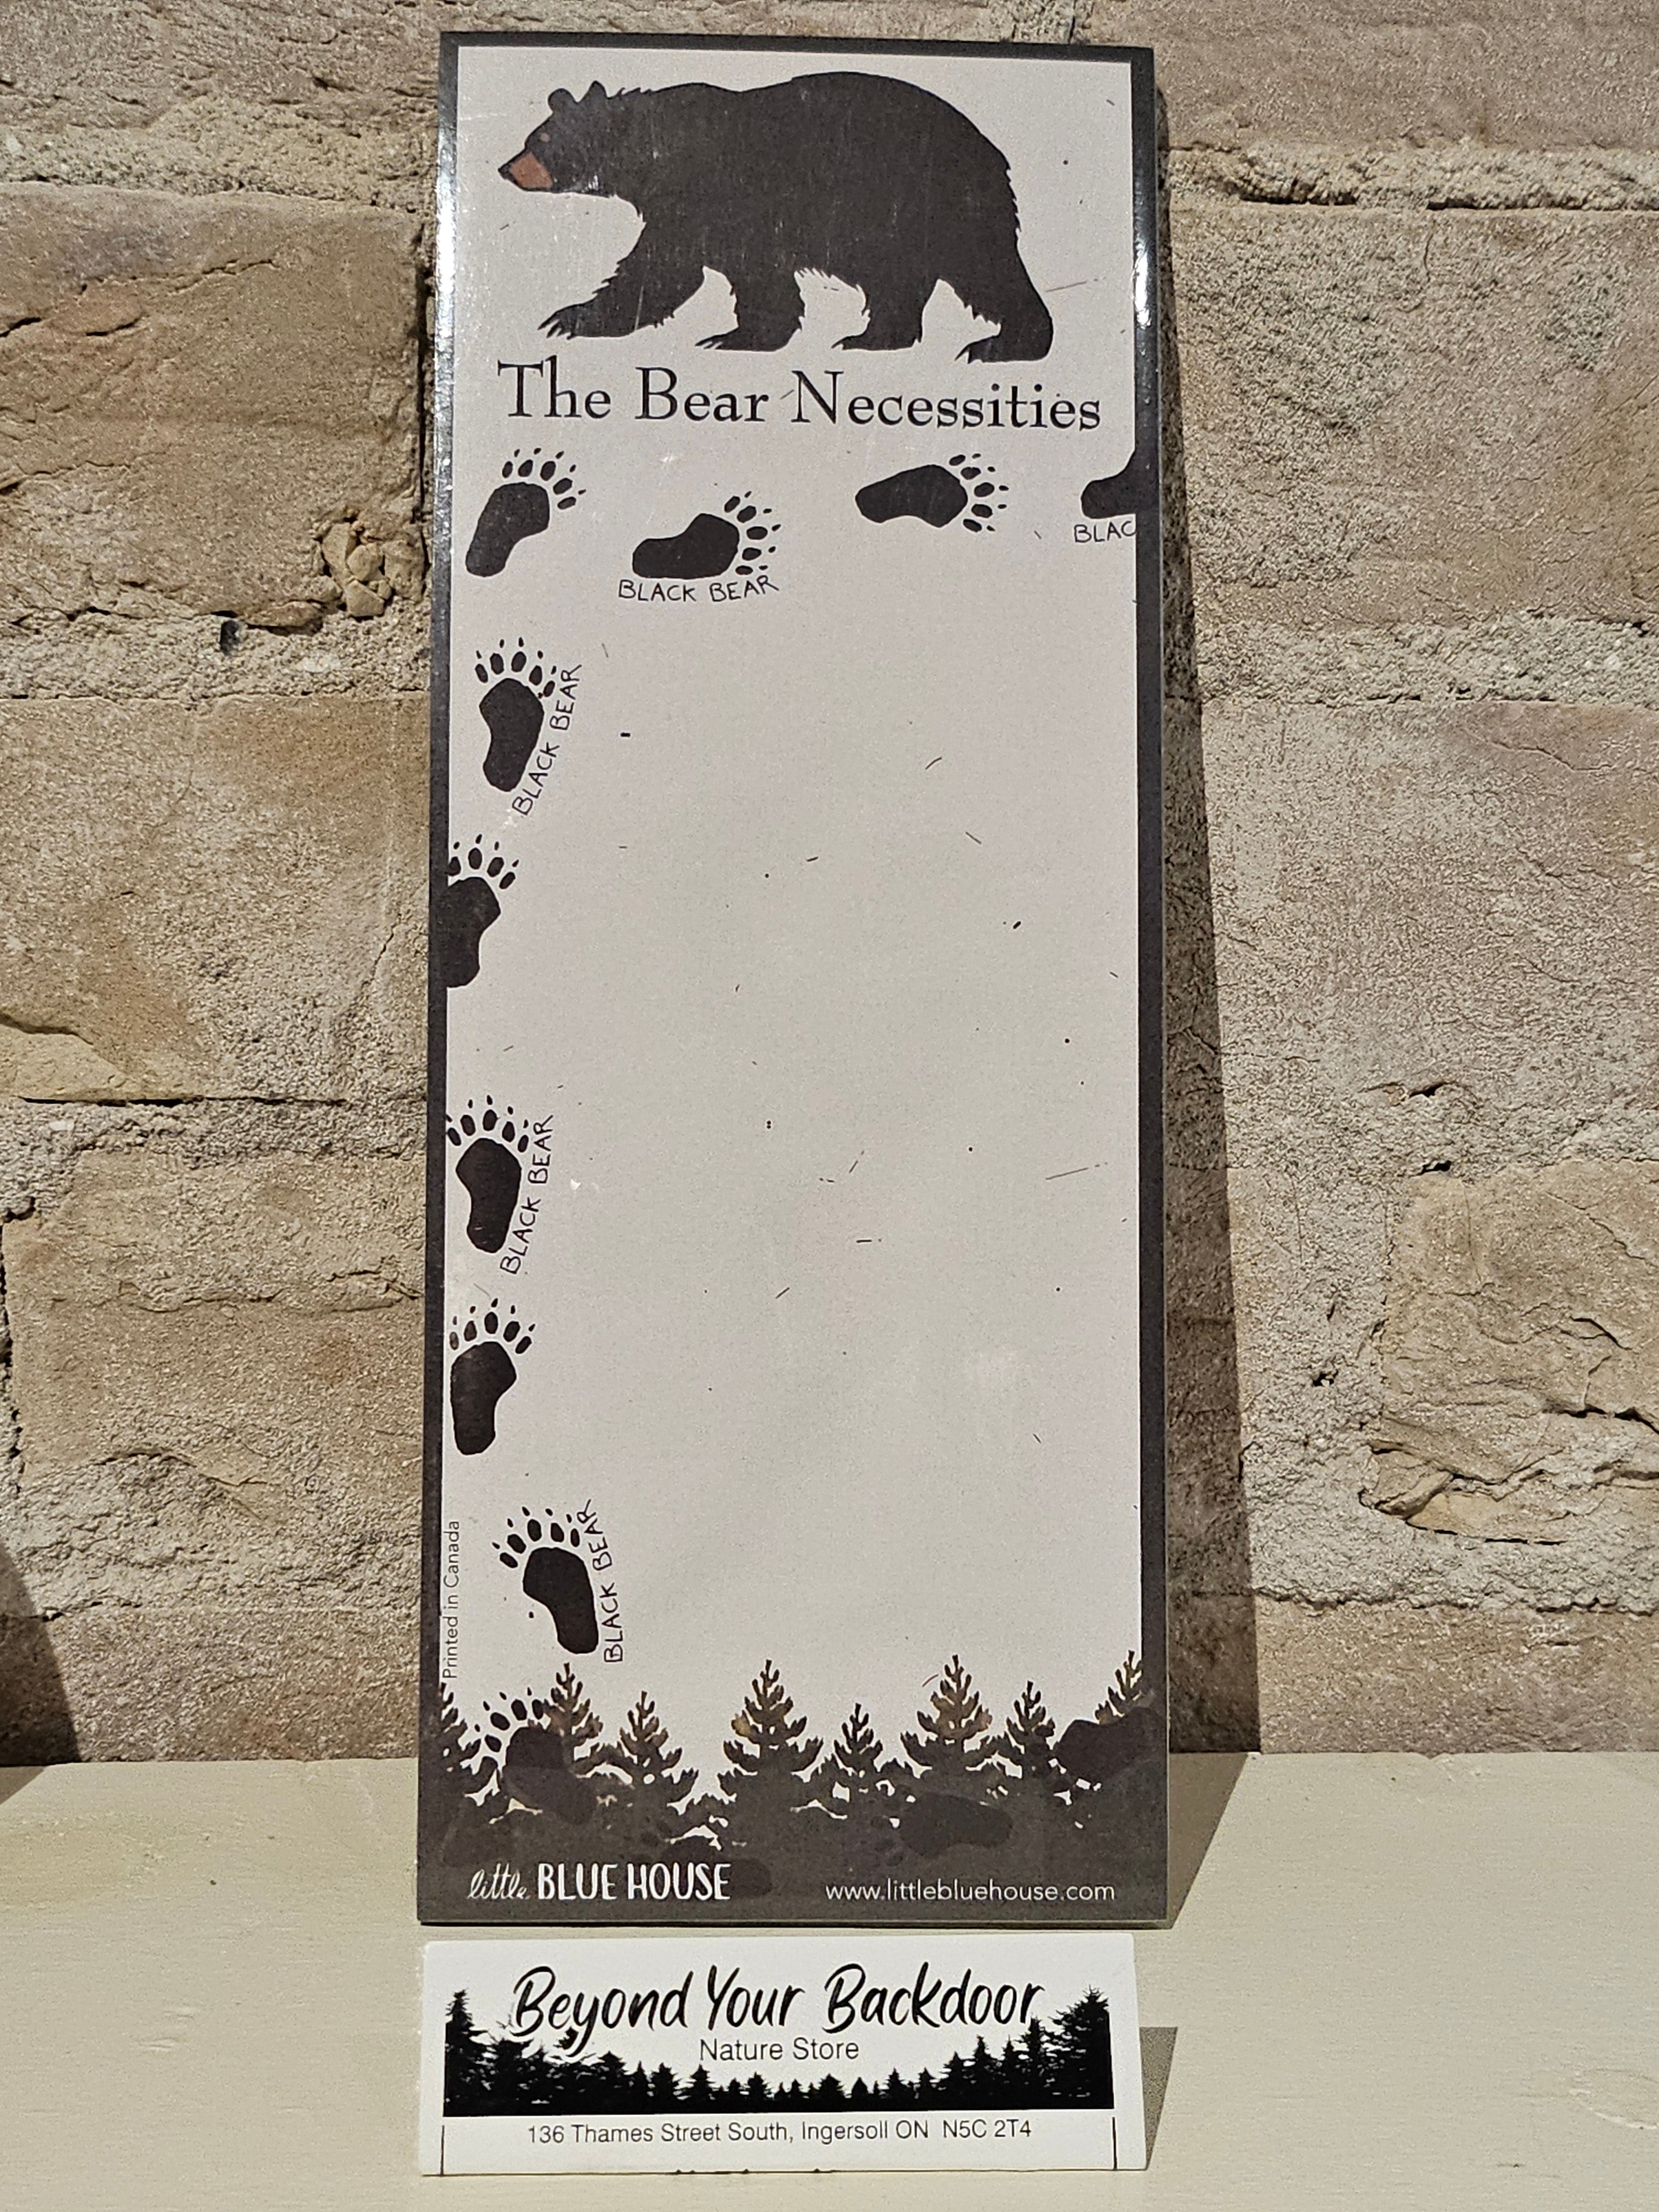 The Bear Necessities
BLAC
BLACK BEAR
BLACK BEAR
BLACK BEAR
BLACK BEAR
Printed in Canada
little BLUE HOUSE
www.littlebluehouse.com
Beyond Your Backdoor
Nature Store
136 Thames Street South, Ingersoll ON N5C 2T4